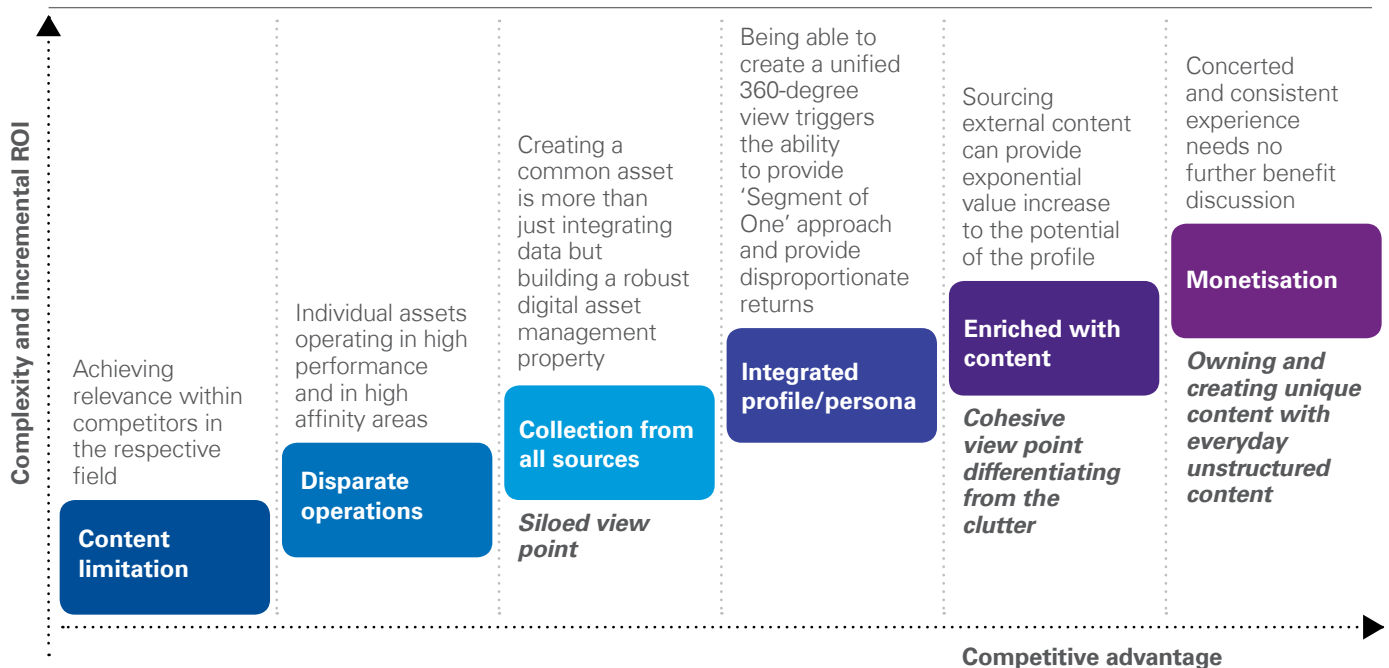 Complexity and incremental ROI
Achieving
relevance within
competitors in
the respective
field
Content
limitation
Individual assets
operating in high
performance
and in high
affinity areas
Disparate
operations
Creating a
common asset
is more than
just integrating
data but
building a robust
digital asset
management
property
Collection from
all sources
Siloed view
point
Being able to
create a unified
360-degree
view triggers
the ability
to provide
‘Segment of
One’ approach
and provide
disproportionate
returns
Integrated
profile/persona
Sourcing
external content
can provide
exponential
value increase
to the potential
of the profile
Enriched with
content
Cohesive
view point
differentiating
from the
clutter
Concerted
and consistent
experience
needs no
further benefit
discussion
Monetisation
Owning and
creating unique
content with
everyday
unstructured
content
Competitive advantage